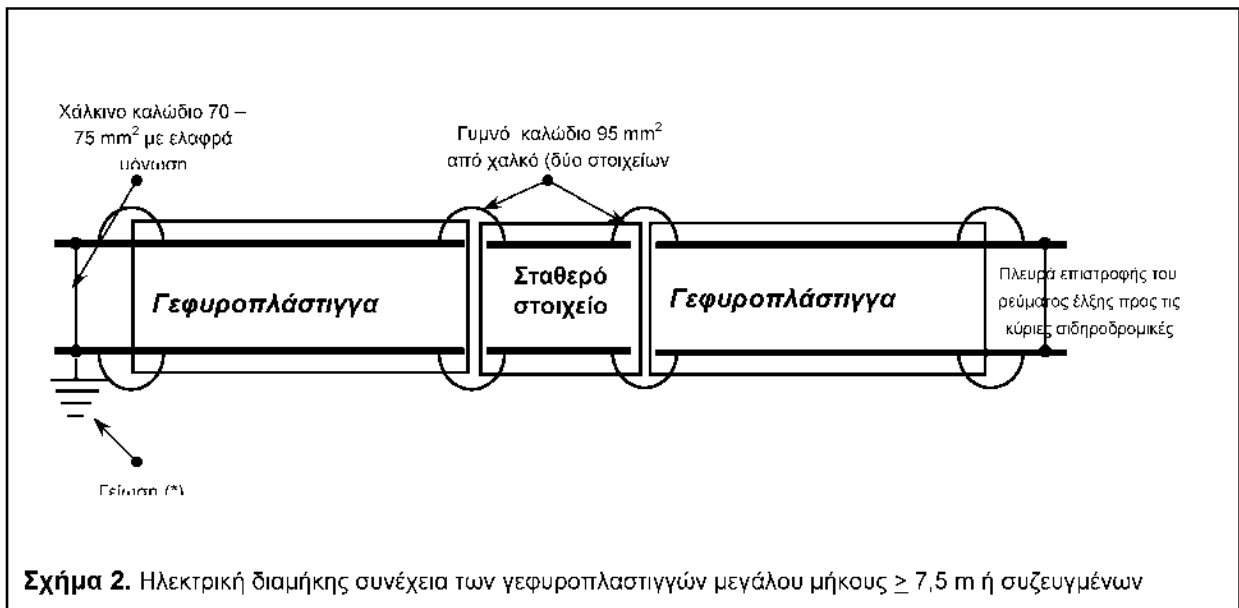 Χάλκινο καλώδιο 70 –
75 mm² με ελαφρά
μόνωση
Γυμνό καλώδιο 95 mm²
από χαλκό (δύο στοιχείων
Γεφυροπλάστιγγα
Σταθερό
στοιχείο
Γεφυροπλάστιγγα
Πλευρά επιστροφής του
ρεύματος έλξης προς τις
κύριες σιδηροδρομικές
Γείωση (*)
Σχήμα 2. Ηλεκτρική διαμήκης συνέχεια των γεφυροπλαστιγγών μεγάλου μήκους ≥ 7,5 m ή συζευγμένων